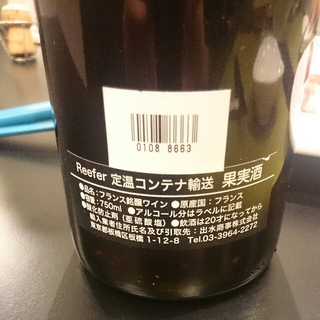 0108 8663
Reefer 定温コンテナ輸送 果実酒
●品名：フランス銘醸ワイン ●原産国：フランス
●容量：750ml ●アルコール分はラベルに記載
●酸化防止剤（亜硫酸塩）●飲酒は20才になってから
輸入業者住所氏名及び引取先：出水商事株式会社
東京都板橋区板橋 1-12-8 Tel.03-3964-2272